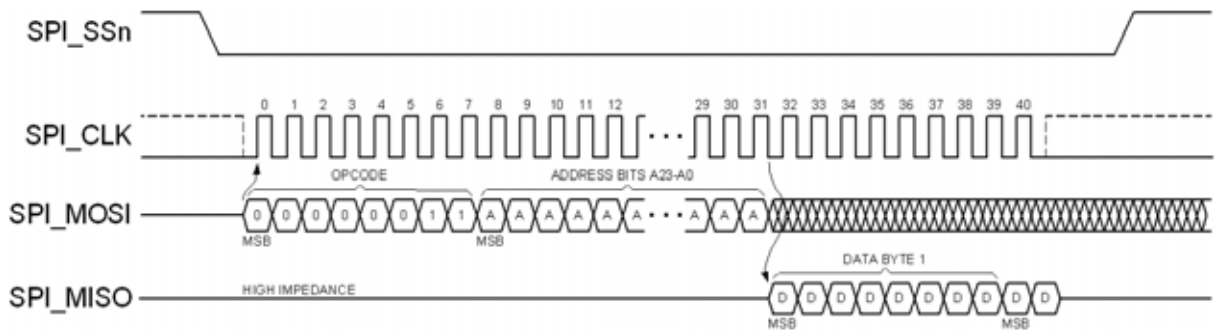 SPI_SSn
0 1 2 3 4 5 6 7 8 9 10 11 12 29 30 31 32 33 34 35 36 37 38 39 40
SPI_CLK
OPCODE ADDRESS BITS A23-A0
SPI_MOSI 0 0 0 0 0 0 1 1 A A A A A A ··· A A A
MSB MSB
DATA BYTE 1
SPI_MISO HIGH IMPEDANCE D D D D D D D D D D
MSB MSB